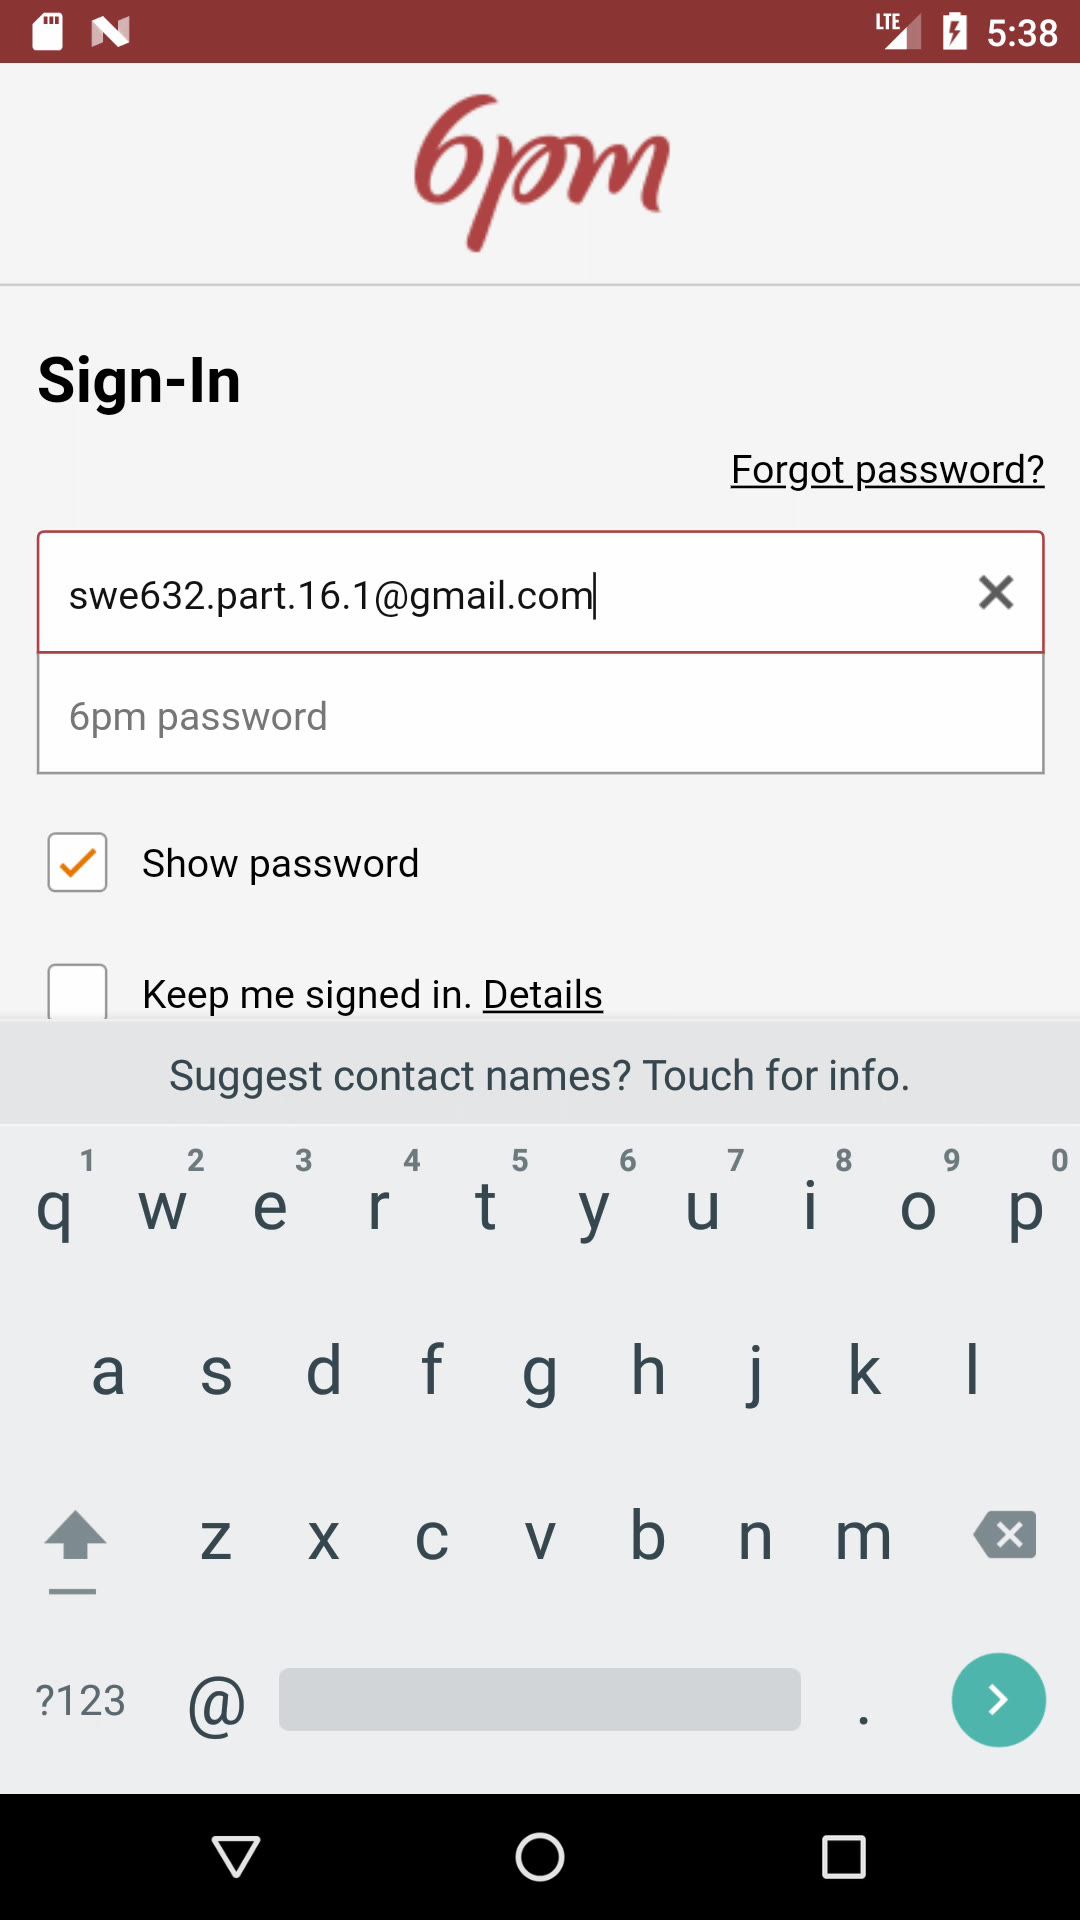 LTE 5:38
6pm
Sign-In
Forgot password?
swe632.part.16.1@gmail.com
6pm password
Show password
Keep me signed in. Details
Suggest contact names? Touch for info.
1 2 3 4 5 6 7 8 9 0
q w e r t y u i o p
a s d f g h j k l
z x c v b n m
?123 @ .